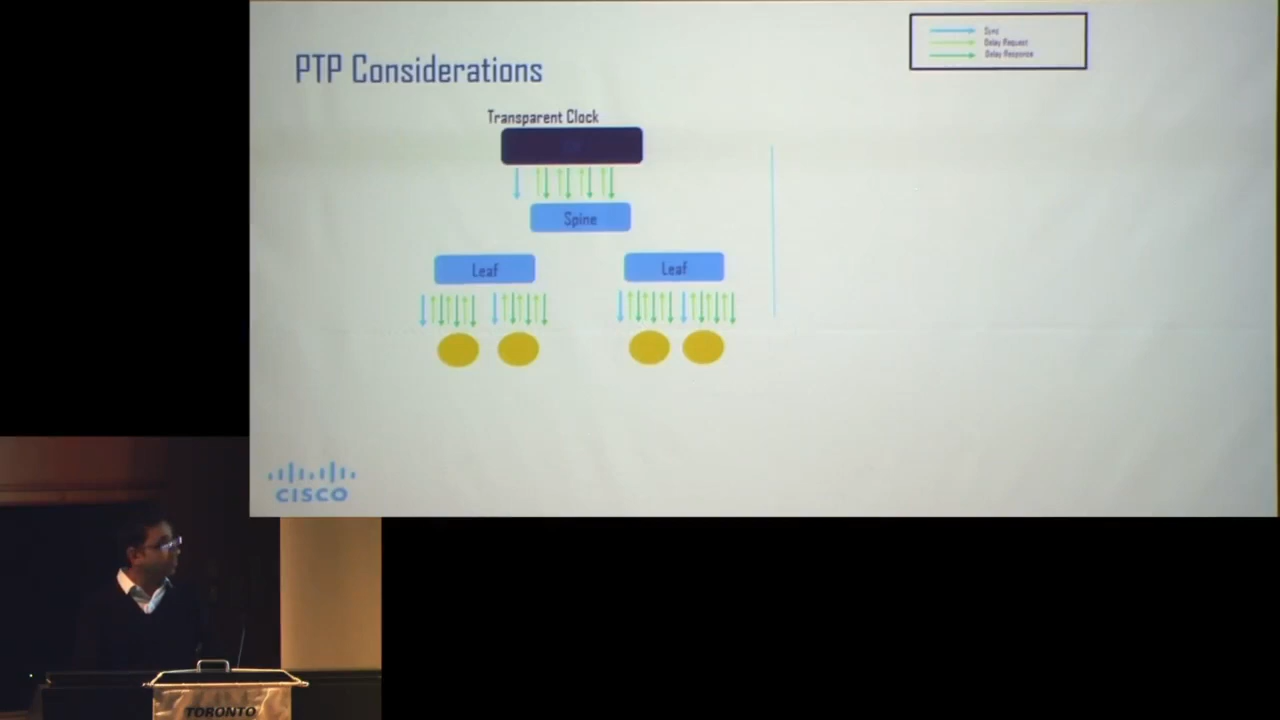 PTP Considerations
Sync
Delay Request
Delay Response
Transparent Clock
Spine
Leaf
Leaf
CISCO
TORONTO